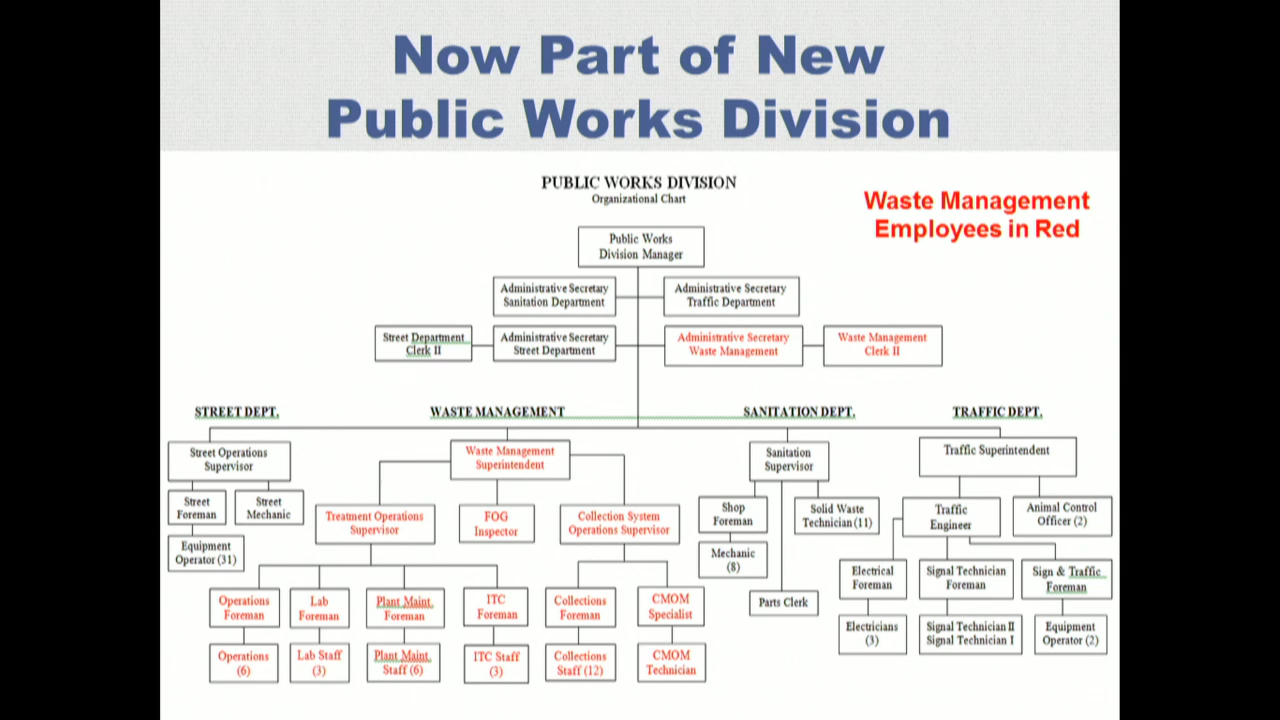 Now Part of New
Public Works Division
PUBLIC WORKS DIVISION
Organizational Chart
Waste Management
Employees in Red
Public Works
Division Manager
Administrative Secretary
Sanitation Department
Administrative Secretary
Traffic Department
Street Department
Clerk II
Administrative Secretary
Street Department
Administrative Secretary
Waste Management
Waste Management
Clerk II
STREET DEPT.
WASTE MANAGEMENT
SANITATION DEPT.
TRAFFIC DEPT.
Street Operations
Supervisor
Street
Foreman
Street
Mechanic
Equipment
Operator (31)
Waste Management
Superintendent
Treatment Operations
Supervisor
FOG
Inspector
Collection System
Operations Supervisor
Operations
Foreman
Lab
Foreman
Plant Maint.
Foreman
ITC
Foreman
Collections
Foreman
CMOM
Specialist
Operations
(6)
Lab Staff
(3)
Plant Maint.
Staff (6)
ITC Staff
(3)
Collections
Staff (12)
CMOM
Technician
Sanitation
Supervisor
Shop
Foreman
Solid Waste
Technician (11)
Mechanic
(8)
Parts Clerk
Traffic Superintendent
Traffic
Engineer
Animal Control
Officer (2)
Electrical
Foreman
Signal Technician
Foreman
Sign & Traffic
Foreman
Electricians
(3)
Signal Technician II
Signal Technician I
Equipment
Operator (2)